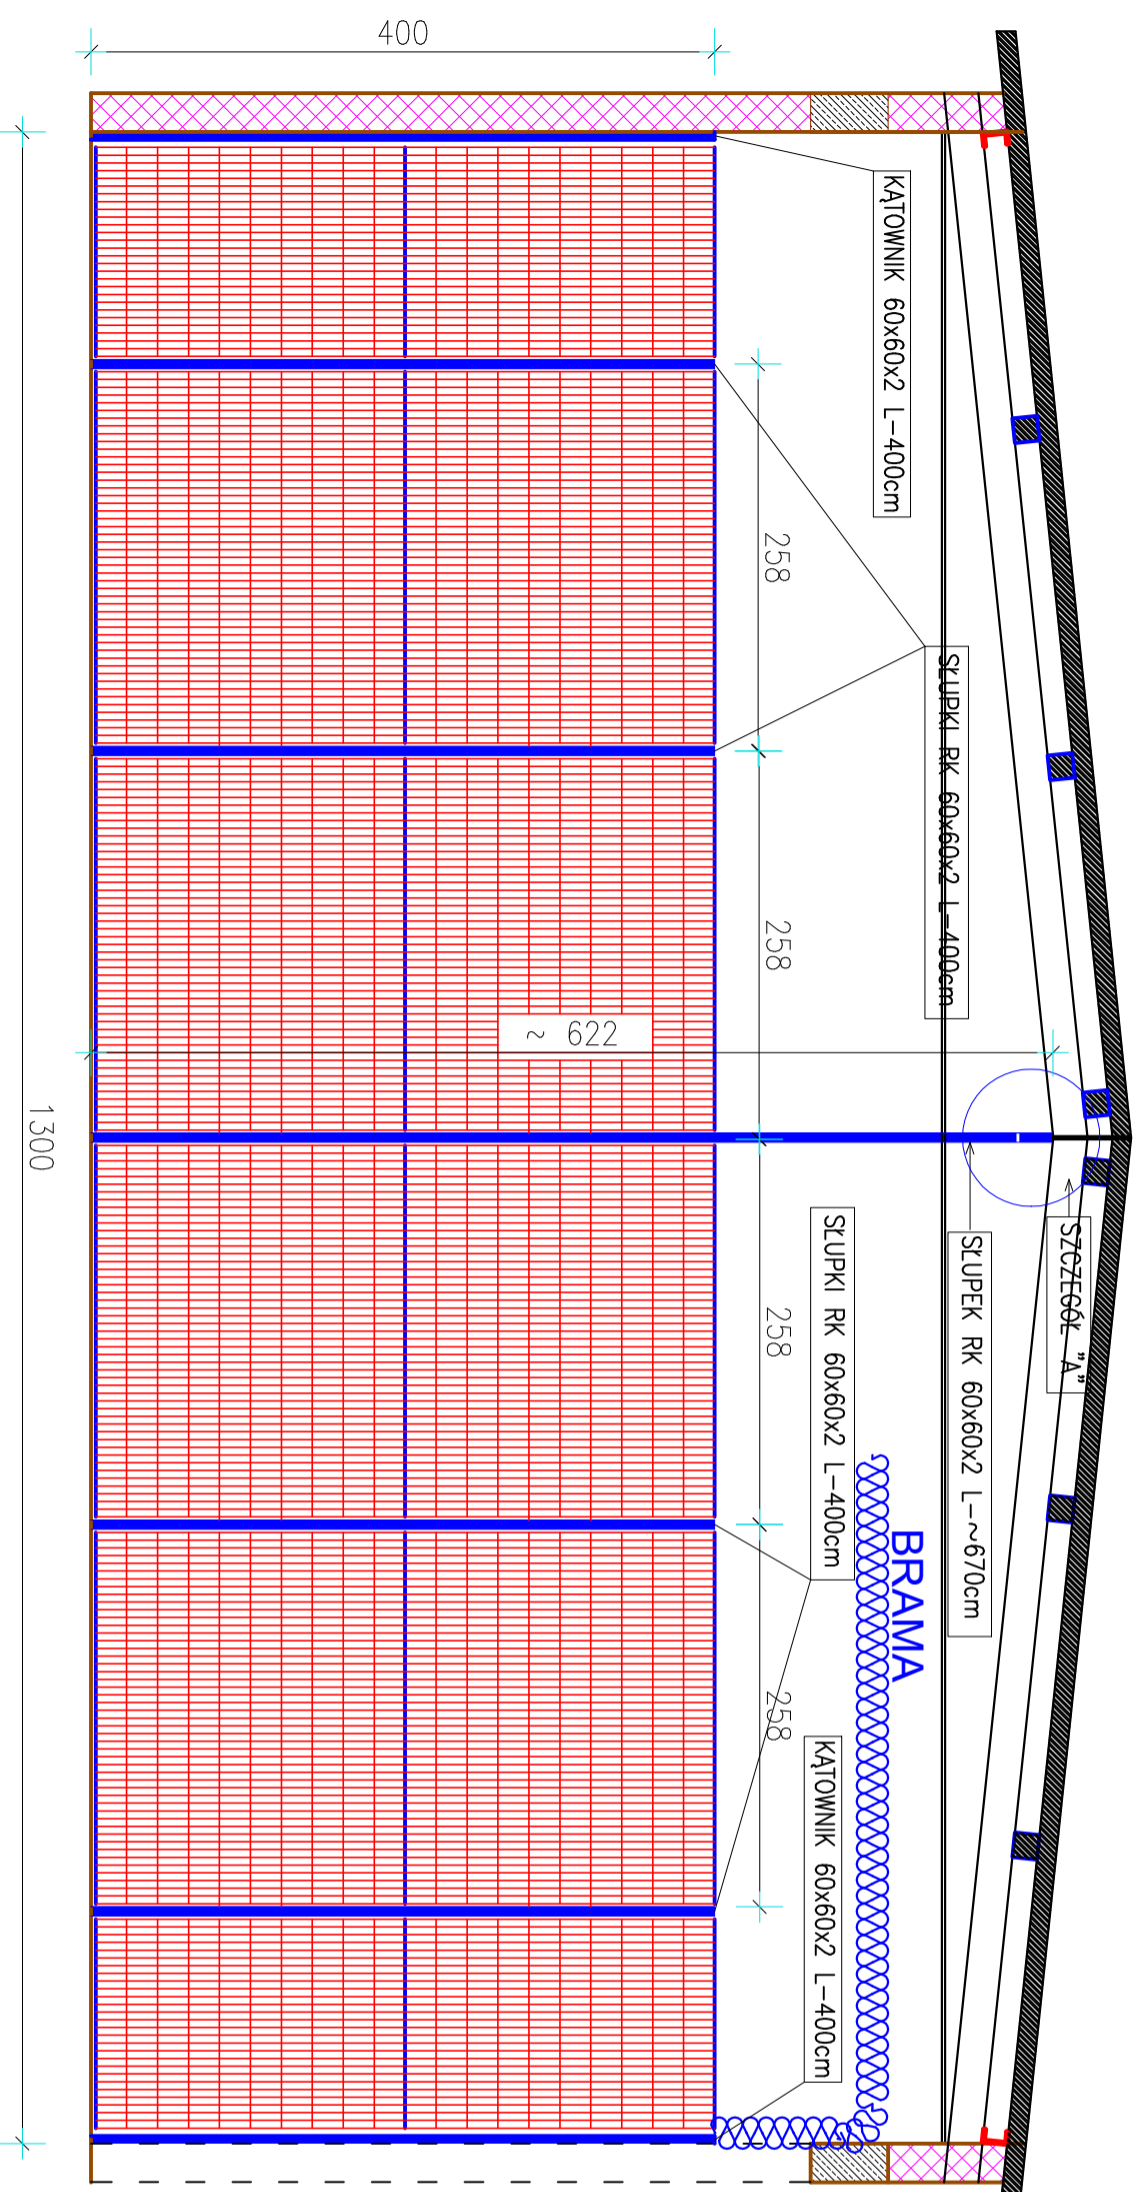 400
KĄTOWNIK 60x60x2 L-400cm
258
SŁUPKI RK 60x60x2 L-400cm
258
~ 622
1300
SZCZEGÓŁ "A"
SŁUPEK RK 60x60x2 L-~670cm
SŁUPKI RK 60x60x2 L-400cm
258
BRAMA
258
KĄTOWNIK 60x60x2 L-400cm